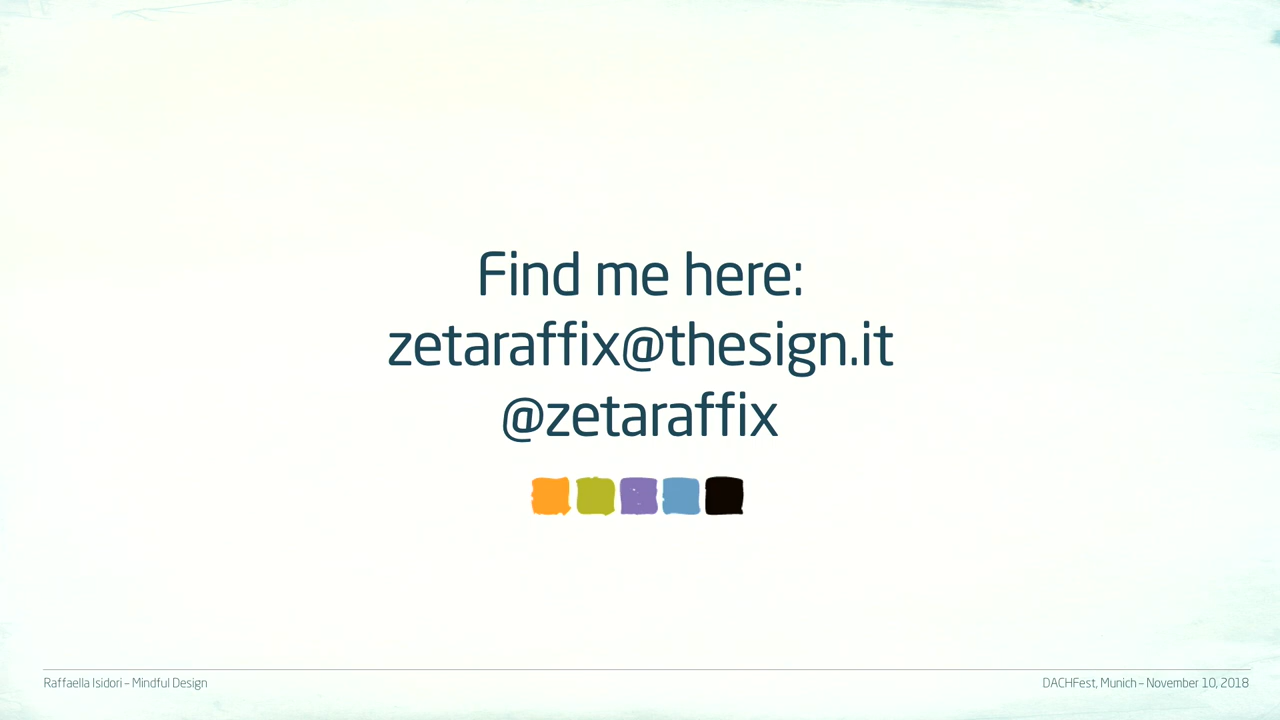 Find me here:
zetaraffix@thesign.it
@zetaraffix
Raffaella Isidori – Mindful Design
DACHFest, Munich – November 10, 2018